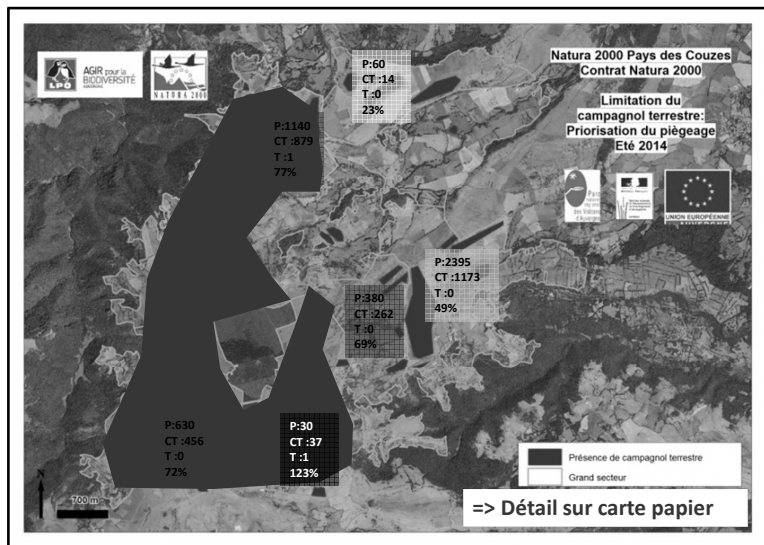 AGIR pour la
BIODIVERSITÉ
LPO
NATURA 2000
P:60
CT :14
T :0
23%
Natura 2000 Pays des Couzes
Contrat Natura 2000
Limitation du
campagnol terrestre:
Priorisation du piègeage
Eté 2014
P:1140
CT :879
T :1
77%
Parc
UNION EUROPÉENNE
P:2395
CT :1173
T :0
49%
P:380
CT :262
T :0
69%
P:630
CT :456
T :0
72%
P:30
CT :37
T :1
123%
Présence de campagnol terrestre
Grand secteur
N
700 m
=> Détail sur carte papier